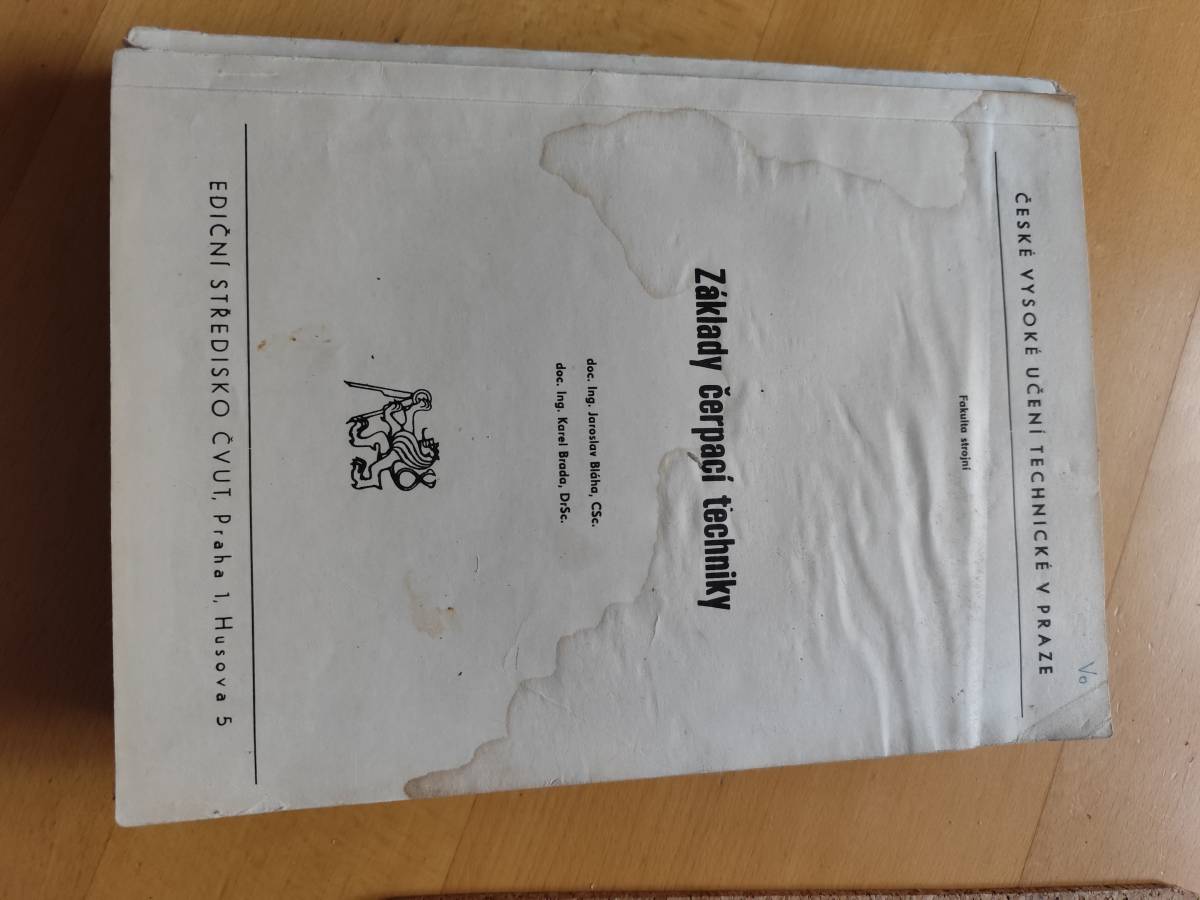 Vo
ČESKÉ VYSOKÉ UČENÍ TECHNICKÉ V PRAZE
Fakulta strojní
Základy čerpací techniky
doc. Ing. Jaroslav Bláha, CSc.
doc. Ing. Karel Brada, DrSc.
EDIČNÍ STŘEDISKO ČVUT, Praha 1, Husova 5